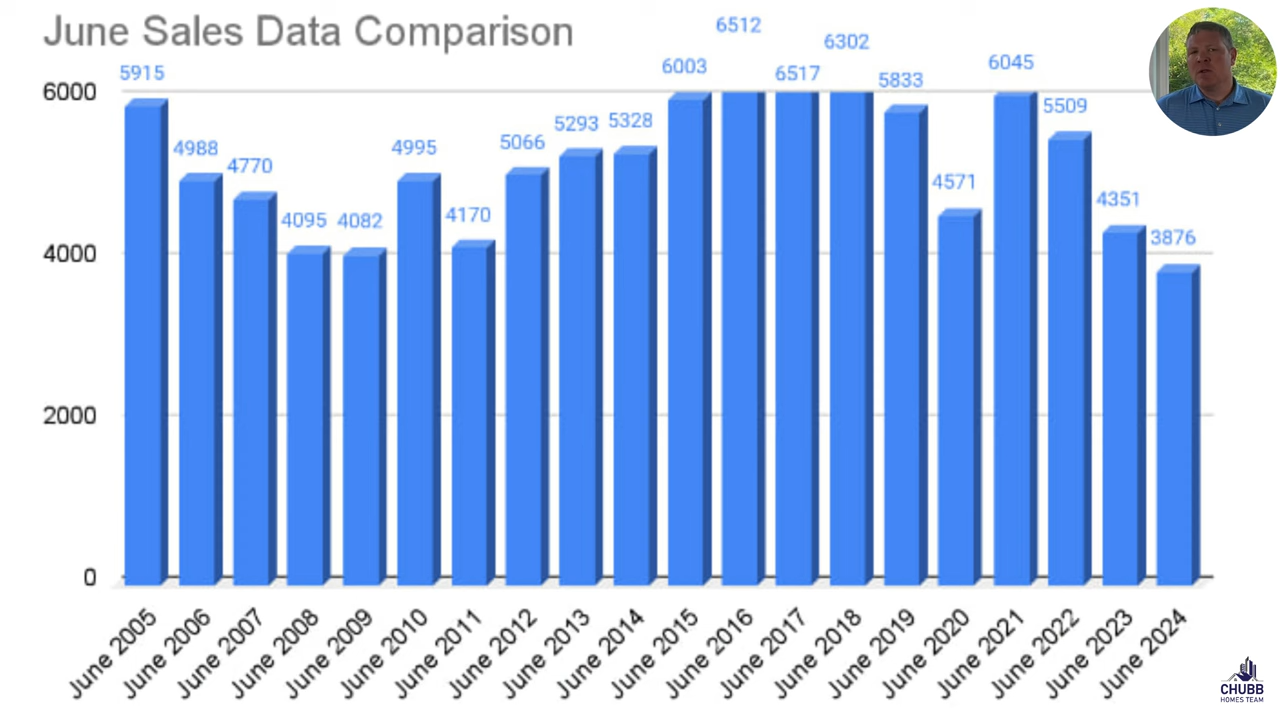 June Sales Data Comparison
6512
6302
5915
6003
6517
5833
6045
6000
4988
4770
4995
5066
5293
5328
5509
4095
4082
4170
4571
4351
3876
4000
2000
0
June 2005
June 2006
June 2007
June 2008
June 2009
June 2010
June 2011
June 2012
June 2013
June 2014
June 2015
June 2016
June 2017
June 2018
June 2019
June 2020
June 2021
June 2022
June 2023
June 2024
CHUBB
HOMES TEAM